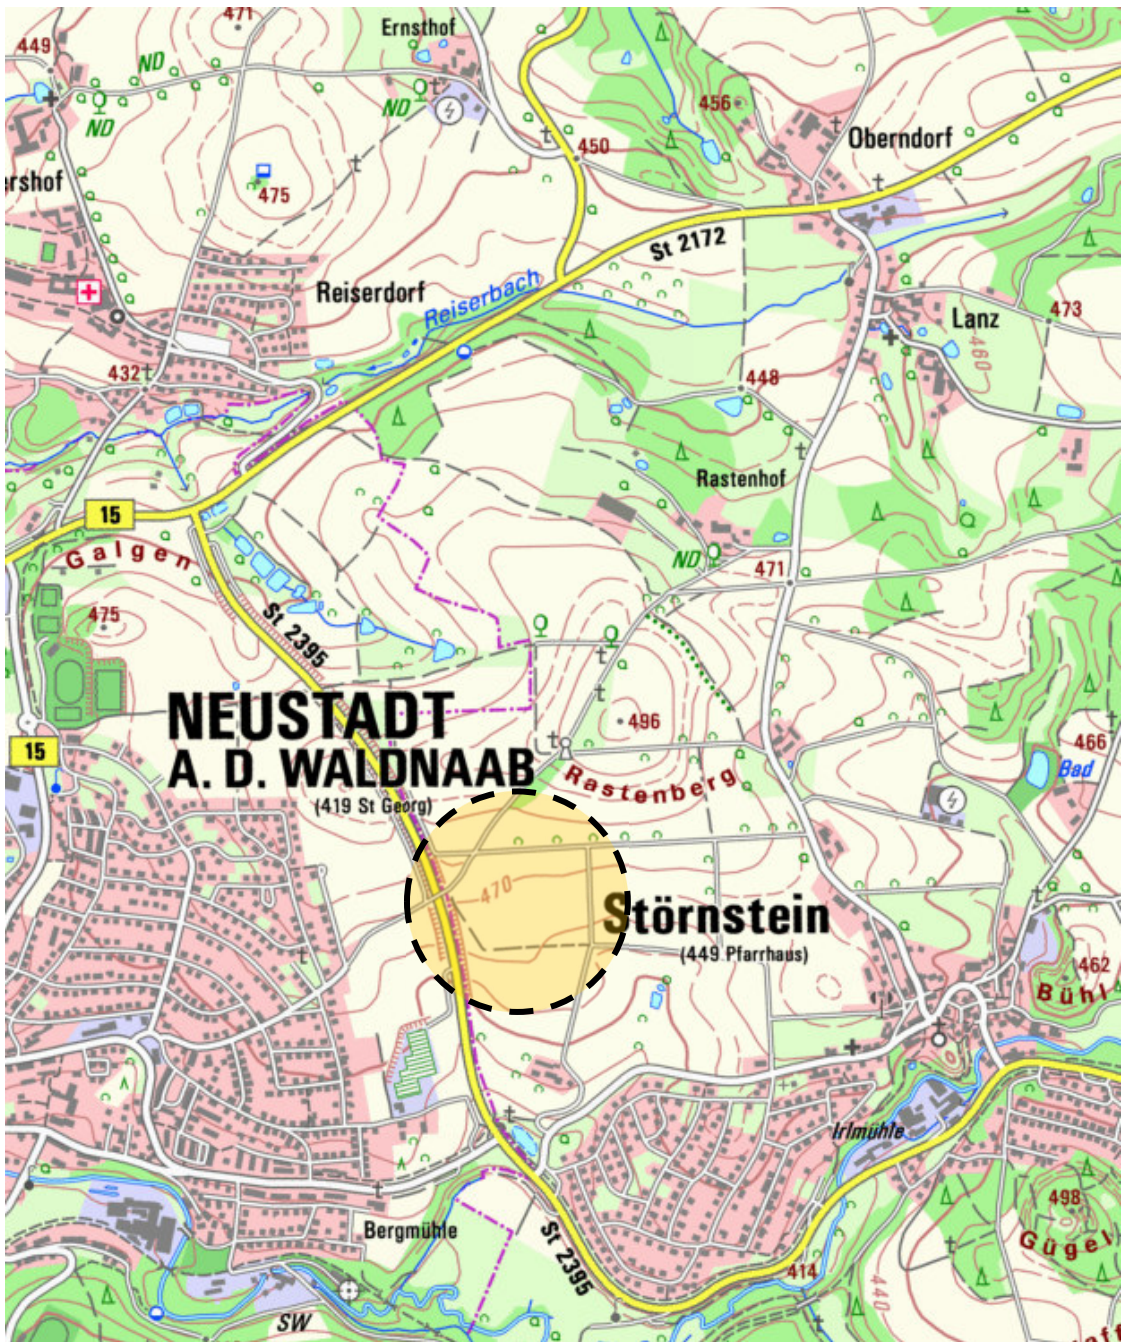 471
Ernsthof
449
ND
ND
ND
456
450
Oberndorf
ershof
475
St 2172
Reiserdorf
Reiserbach
Lanz
473
460
432
448
Rastenhof
15
Galgen
ND
471
475
St 2395
NEUSTADT
A. D. WALDNAAB
(419 St Georg)
496
Rastenberg
15
466
Bad
470
Störnstein
(449 Pfarrhaus)
462
Bühl
Irlmühle
498
Bergmühle
St 2395
Gügel
414
440
SW